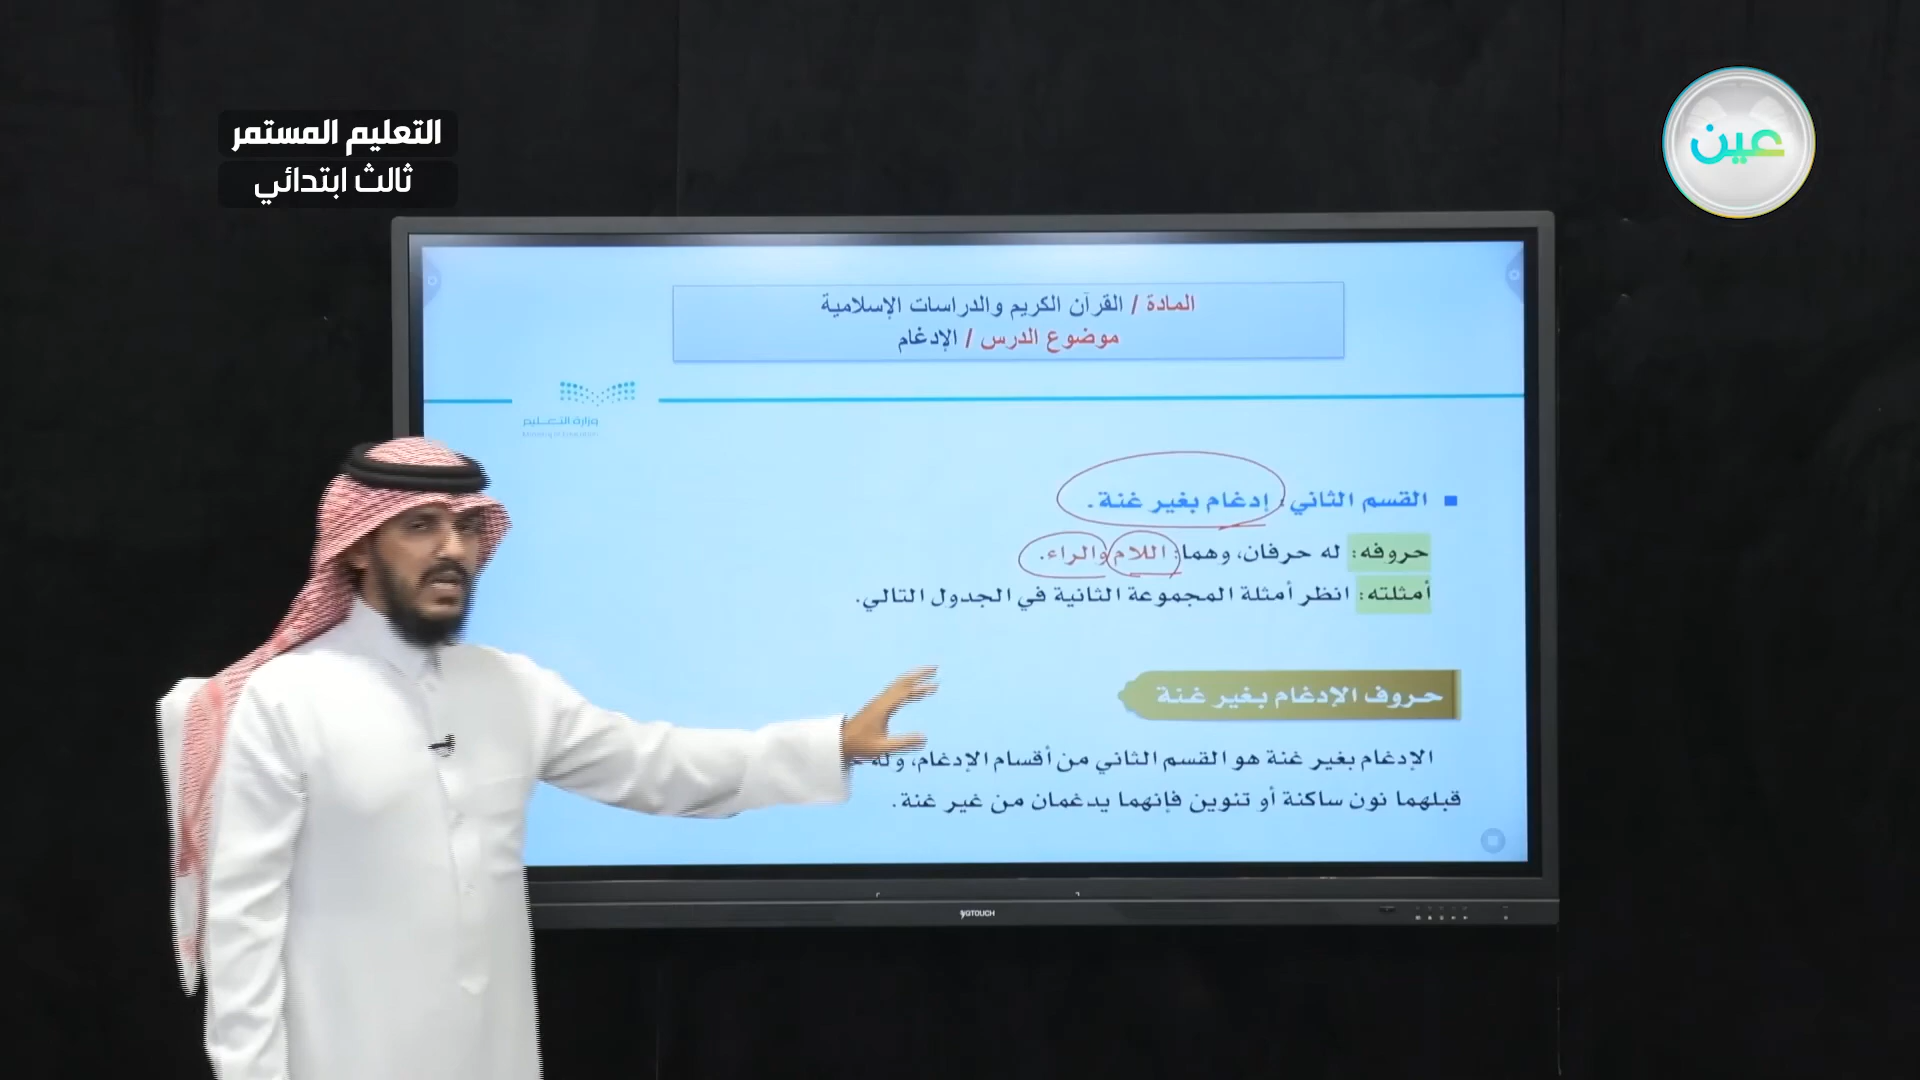 التعليم المستمر
ثالث ابتدائي
عين
المادة / القرآن الكريم والدراسات الإسلامية
موضوع الدرس / الإدغام
وزارة التعليم
■ القسم الثاني: إدغام بغير غنة.
حروفه: له حرفان، وهما: اللام والراء.
أمثلته: انظر أمثلة المجموعة الثانية في الجدول التالي.
حروف الإدغام بغير غنة
الإدغام بغير غنة هو القسم الثاني من أقسام الإدغام، وله
قبلهما نون ساكنة أو تنوين فإنهما يدغمان من غير غنة.